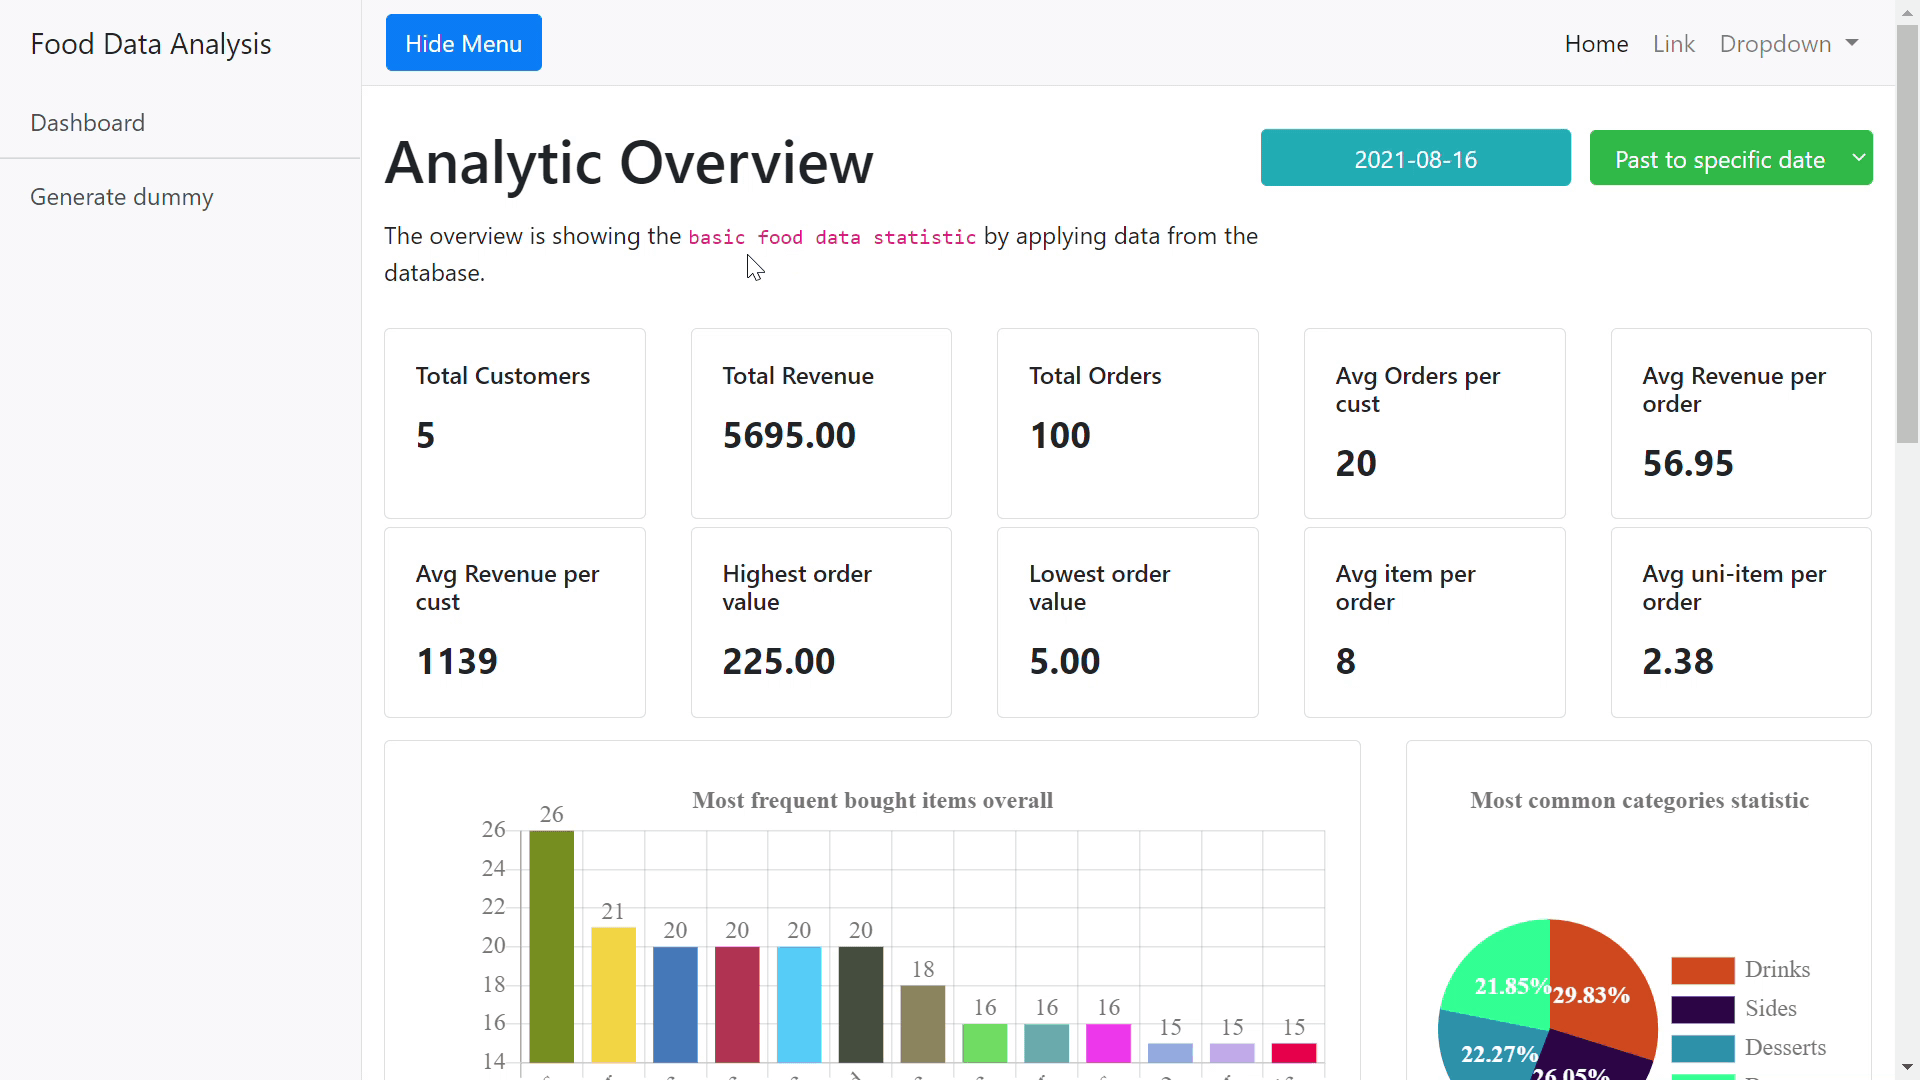 Food Data Analysis
Hide Menu
Home Link Dropdown
Dashboard
Generate dummy
Analytic Overview
2021-08-16
Past to specific date
The overview is showing the basic food data statistic by applying data from the
database.
Total Customers
5
Total Revenue
5695.00
Total Orders
100
Avg Orders per
cust
20
Avg Revenue per
order
56.95
Avg Revenue per
cust
1139
Highest order
value
225.00
Lowest order
value
5.00
Avg item per
order
8
Avg uni-item per
order
2.38
Most frequent bought items overall
26
24
22
20
18
16
14
26
21
20
20
20
20
18
16
16
16
15
15
15
Most common categories statistic
21.85%
29.83%
22.27%
26.05%
Drinks
Sides
Desserts